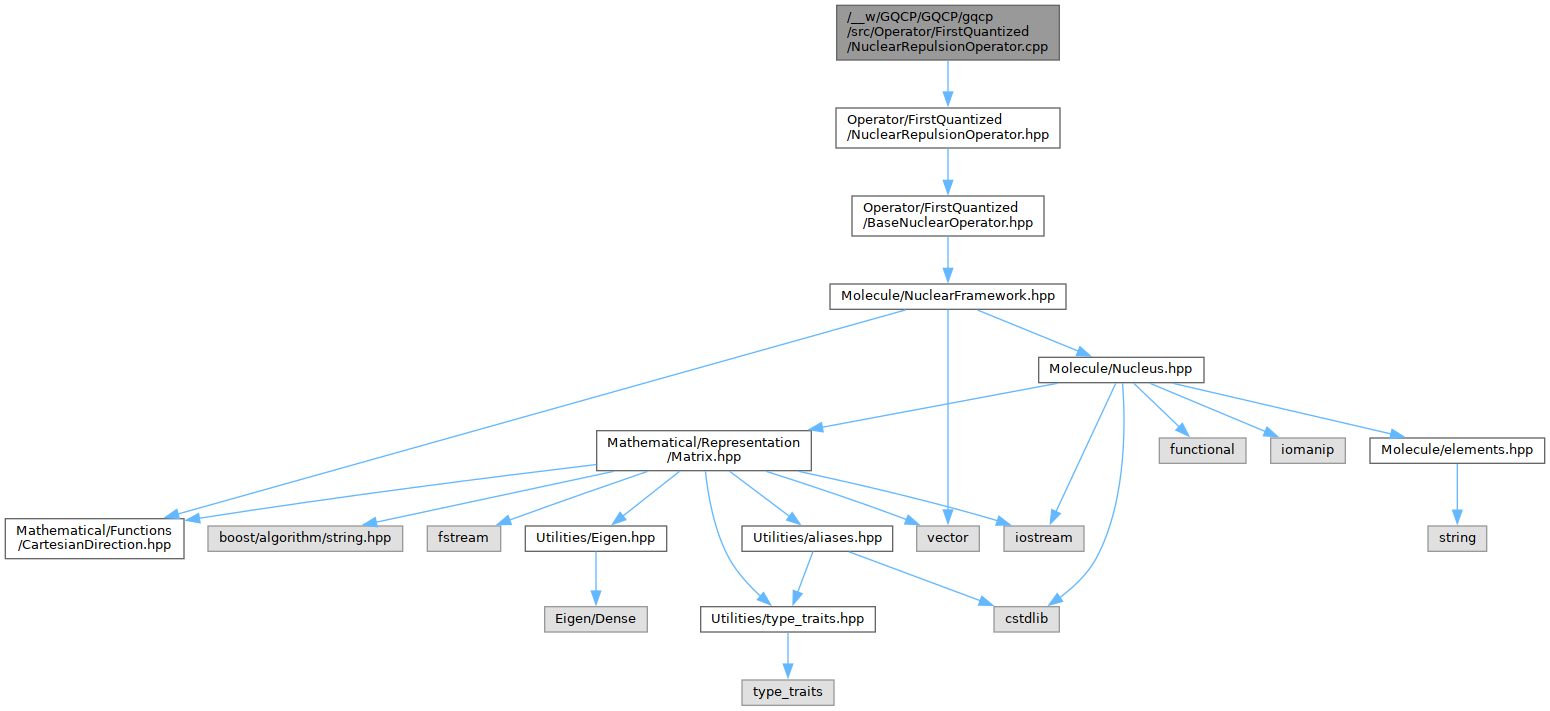 /__w/GQCP/GQCP/gqcp
/src/Operator/FirstQuantized
/NuclearRepulsionOperator.cpp
Operator/FirstQuantized
/NuclearRepulsionOperator.hpp
Operator/FirstQuantized
/BaseNuclearOperator.hpp
Molecule/NuclearFramework.hpp
Molecule/Nucleus.hpp
Mathematical/Representation
/Matrix.hpp
functional
iomanip
Molecule/elements.hpp
Mathematical/Functions
/CartesianDirection.hpp
boost/algorithm/string.hpp
fstream
Utilities/Eigen.hpp
Utilities/aliases.hpp
vector
iostream
string
Eigen/Dense
Utilities/type_traits.hpp
cstdlib
type_traits